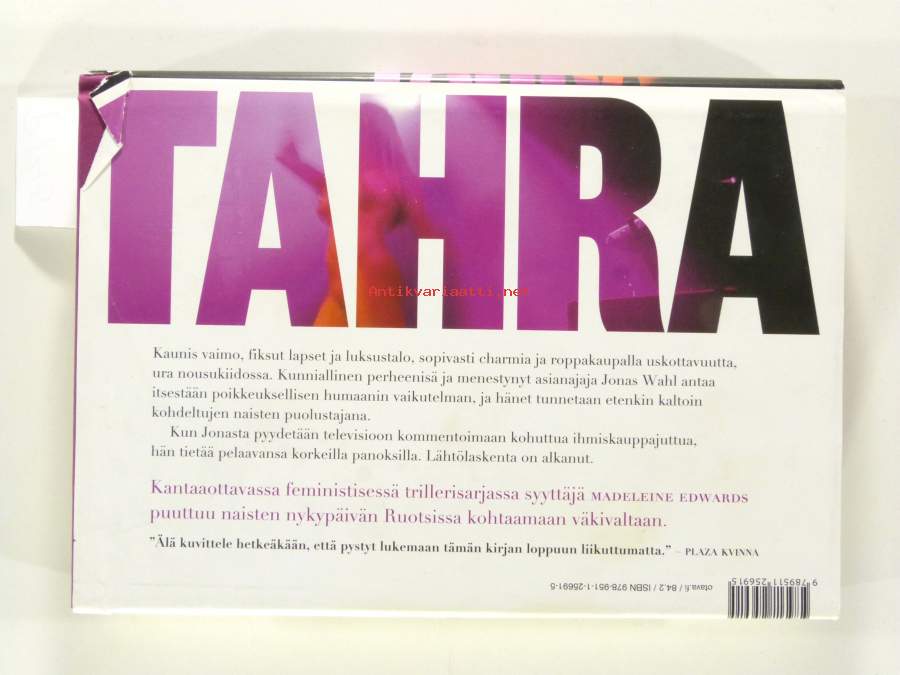 TAHRA
Antikvariaatti.net
Kaunis vaimo, fiksut lapset ja luksustalo, sopivasti charmia ja roppakaupalla uskottavuutta,
ura nousukiidossa. Kunniallinen perheenisä ja menestynyt asianajaja Jonas Wahl antaa
itsestään poikkeuksellisen humaanin vaikutelman, ja hänet tunnetaan etenkin kaltoin
kohdeltujen naisten puolustajana.
Kun Jonasta pyydetään televisioon kommentoimaan kohuttua ihmiskauppajuttua,
hän tietää pelaavansa korkeilla panoksilla. Lähtölaskenta on alkanut.
Kantaaottavassa feministisessä trillerisarjassa syyttäjä MADELEINE EDWARDS
puuttuu naisten nykypäivän Ruotsissa kohtaamaan väkivaltaan.
”Älä kuvittele hetkeäkään, että pystyt lukemaan tämän kirjan loppuun liikuttumatta.” – PLAZA KVINNA
otava.fi / 84.2 / ISBN 978-951-1-25691-5
9 789511 256915